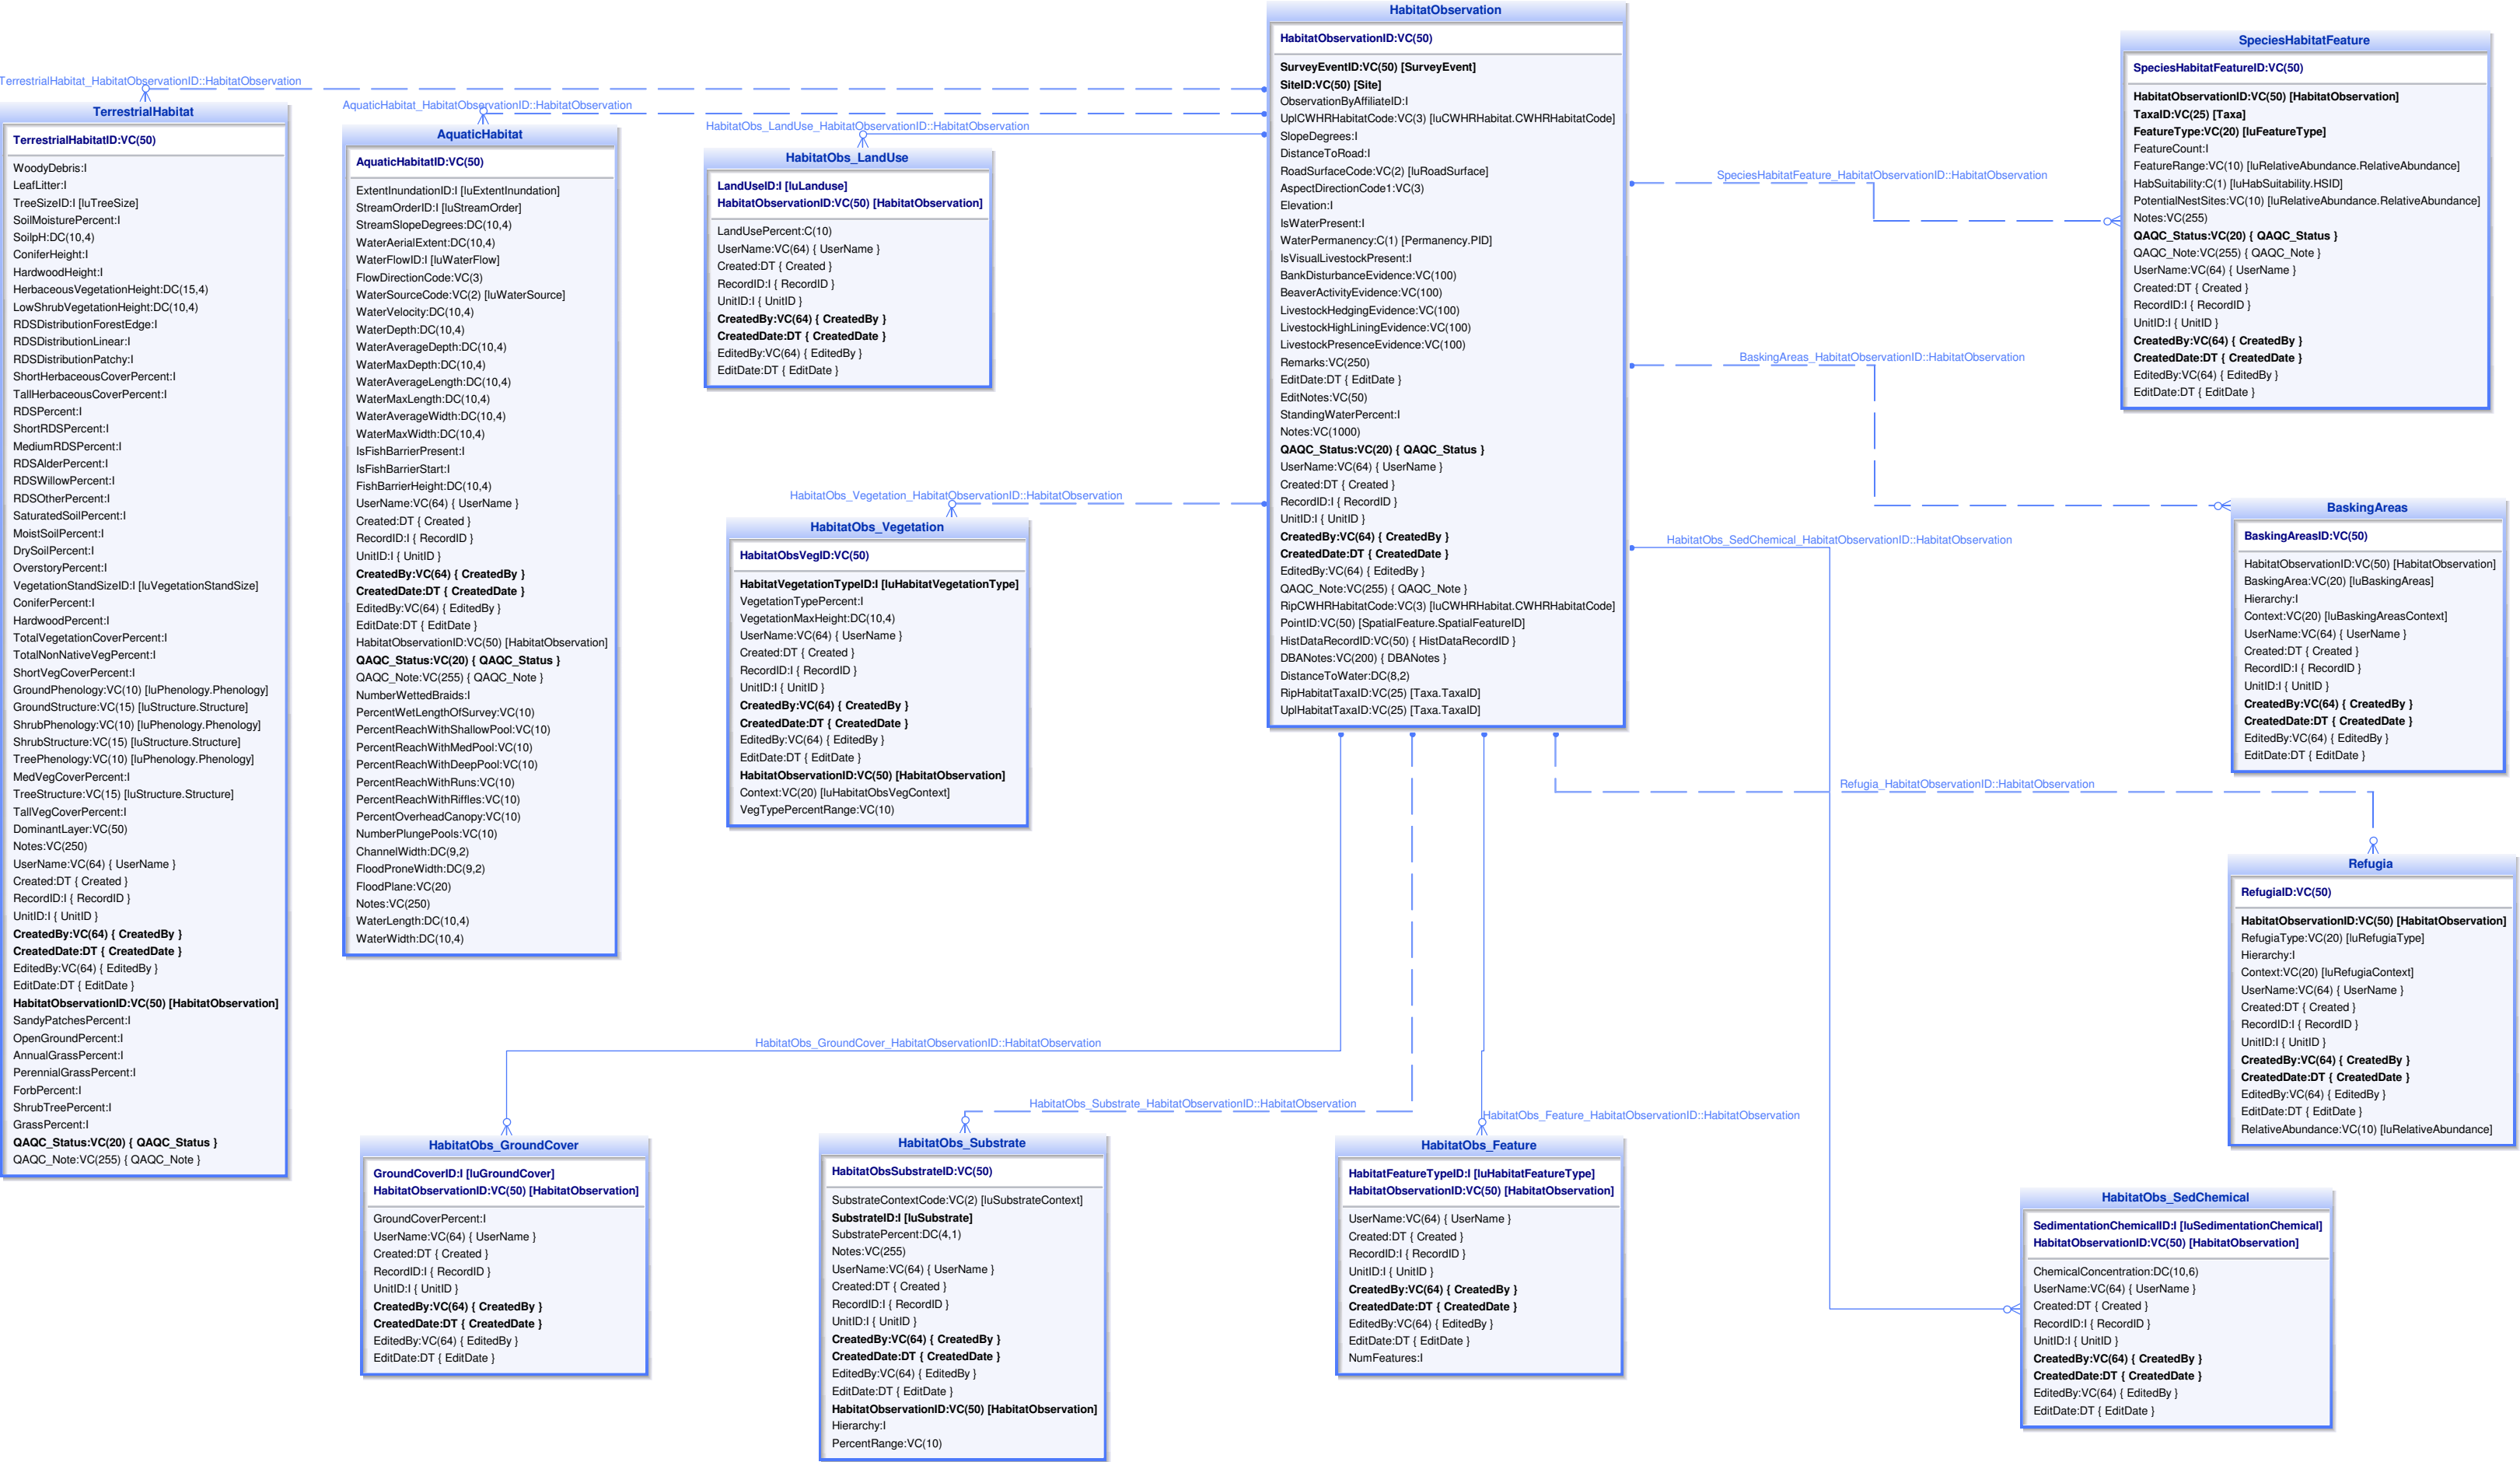 TerrestrialHabitat_HabitatObservationID::HabitatObservation
TerrestrialHabitat
TerrestrialHabitatID:VC(50)
WoodyDebris:I
LeafLitter:I
TreeSizeID:I [luTreeSize]
SoilMoisturePercent:I
SoilpH:DC(10,4)
ConiferHeight:I
HardwoodHeight:I
HerbaceousVegetationHeight:DC(15,4)
LowShrubVegetationHeight:DC(10,4)
RDSDistributionForestEdge:I
RDSDistributionLinear:I
RDSDistributionPatchy:I
ShortHerbaceousCoverPercent:I
TallHerbaceousCoverPercent:I
RDSPercent:I
ShortRDSPercent:I
MediumRDSPercent:I
RDSAlderPercent:I
RDSWillowPercent:I
RDSOtherPercent:I
SaturatedSoilPercent:I
MoistSoilPercent:I
DrySoilPercent:I
OverstoryPercent:I
VegetationStandSizeID:I [luVegetationStandSize]
ConiferPercent:I
HardwoodPercent:I
TotalVegetationCoverPercent:I
TotalNonNativeVegPercent:I
ShortVegCoverPercent:I
GroundPhenology:VC(10) [luPhenology.Phenology]
GroundStructure:VC(15) [luStructure.Structure]
ShrubPhenology:VC(10) [luPhenology.Phenology]
ShrubStructure:VC(15) [luStructure.Structure]
TreePhenology:VC(10) [luPhenology.Phenology]
MedVegCoverPercent:I
TreeStructure:VC(15) [luStructure.Structure]
TallVegCoverPercent:I
DominantLayer:VC(50)
Notes:VC(250)
UserName:VC(64) { UserName }
Created:DT { Created }
RecordID:I { RecordID }
UnitID:I { UnitID }
CreatedBy:VC(64) { CreatedBy }
CreatedDate:DT { CreatedDate }
EditedBy:VC(64) { EditedBy }
EditDate:DT { EditDate }
HabitatObservationID:VC(50) [HabitatObservation]
SandyPatchesPercent:I
OpenGroundPercent:I
AnnualGrassPercent:I
PerennialGrassPercent:I
ForbPercent:I
ShrubTreePercent:I
GrassPercent:I
QAQC_Status:VC(20) { QAQC_Status }
QAQC_Note:VC(255) { QAQC_Note }
AquaticHabitat_HabitatObservationID::HabitatObservation
AquaticHabitat
AquaticHabitatID:VC(50)
ExtentInundationID:I [luExtentInundation]
StreamOrderID:I [luStreamOrder]
StreamSlopeDegrees:DC(10,4)
WaterAerialExtent:DC(10,4)
WaterFlowID:I [luWaterFlow]
FlowDirectionCode:VC(3)
WaterSourceCode:VC(2) [luWaterSource]
WaterVelocity:DC(10,4)
WaterDepth:DC(10,4)
WaterAverageDepth:DC(10,4)
WaterMaxDepth:DC(10,4)
WaterAverageLength:DC(10,4)
WaterMaxLength:DC(10,4)
WaterAverageWidth:DC(10,4)
WaterMaxWidth:DC(10,4)
IsFishBarrierPresent:I
IsFishBarrierStart:I
FishBarrierHeight:DC(10,4)
UserName:VC(64) { UserName }
Created:DT { Created }
RecordID:I { RecordID }
UnitID:I { UnitID }
CreatedBy:VC(64) { CreatedBy }
CreatedDate:DT { CreatedDate }
EditedBy:VC(64) { EditedBy }
EditDate:DT { EditDate }
HabitatObservationID:VC(50) [HabitatObservation]
QAQC_Status:VC(20) { QAQC_Status }
QAQC_Note:VC(255) { QAQC_Note }
NumberWettedBraids:I
PercentWetLengthOfSurvey:VC(10)
PercentReachWithShallowPool:VC(10)
PercentReachWithMedPool:VC(10)
PercentReachWithDeepPool:VC(10)
PercentReachWithRuns:VC(10)
PercentReachWithRiffles:VC(10)
PercentOverheadCanopy:VC(10)
NumberPlungePools:VC(10)
ChannelWidth:DC(9,2)
FloodProneWidth:DC(9,2)
FloodPlane:VC(20)
Notes:VC(250)
WaterLength:DC(10,4)
WaterWidth:DC(10,4)
HabitatObs_LandUse_HabitatObservationID::HabitatObservation
HabitatObs_LandUse
LandUseID:I [luLanduse]
HabitatObservationID:VC(50) [HabitatObservation]
LandUsePercent:C(10)
UserName:VC(64) { UserName }
Created:DT { Created }
RecordID:I { RecordID }
UnitID:I { UnitID }
CreatedBy:VC(64) { CreatedBy }
CreatedDate:DT { CreatedDate }
EditedBy:VC(64) { EditedBy }
EditDate:DT { EditDate }
HabitatObs_Vegetation_HabitatObservationID::HabitatObservation
HabitatObs_Vegetation
HabitatObsVegID:VC(50)
HabitatVegetationTypeID:I [luHabitatVegetationType]
VegetationTypePercent:I
VegetationMaxHeight:DC(10,4)
UserName:VC(64) { UserName }
Created:DT { Created }
RecordID:I { RecordID }
UnitID:I { UnitID }
CreatedBy:VC(64) { CreatedBy }
CreatedDate:DT { CreatedDate }
EditedBy:VC(64) { EditedBy }
EditDate:DT { EditDate }
HabitatObservationID:VC(50) [HabitatObservation]
Context:VC(20) [luHabitatObsVegContext]
VegTypePercentRange:VC(10)
HabitatObservation
HabitatObservationID:VC(50)
SurveyEventID:VC(50) [SurveyEvent]
SiteID:VC(50) [Site]
ObservationByAffiliateID:I
UplCWHRHabitatCode:VC(3) [luCWHRHabitat.CWHRHabitatCode]
SlopeDegrees:I
DistanceToRoad:I
RoadSurfaceCode:VC(2) [luRoadSurface]
AspectDirectionCode1:VC(3)
Elevation:I
IsWaterPresent:I
WaterPermanency:C(1) [Permanency.PID]
IsVisualLivestockPresent:I
BankDisturbanceEvidence:VC(100)
BeaverActivityEvidence:VC(100)
LivestockHedgingEvidence:VC(100)
LivestockHighLiningEvidence:VC(100)
LivestockPresenceEvidence:VC(100)
Remarks:VC(250)
EditDate:DT { EditDate }
EditNotes:VC(50)
StandingWaterPercent:I
Notes:VC(1000)
QAQC_Status:VC(20) { QAQC_Status }
UserName:VC(64) { UserName }
Created:DT { Created }
RecordID:I { RecordID }
UnitID:I { UnitID }
CreatedBy:VC(64) { CreatedBy }
CreatedDate:DT { CreatedDate }
EditedBy:VC(64) { EditedBy }
QAQC_Note:VC(255) { QAQC_Note }
RipCWHRHabitatCode:VC(3) [luCWHRHabitat.CWHRHabitatCode]
PointID:VC(50) [SpatialFeature.SpatialFeatureID]
HistDataRecordID:VC(50) { HistDataRecordID }
DBANotes:VC(200) { DBANotes }
DistanceToWater:DC(8,2)
RipHabitatTaxaID:VC(25) [Taxa.TaxaID]
UplHabitatTaxaID:VC(25) [Taxa.TaxaID]
SpeciesHabitatFeature_HabitatObservationID::HabitatObservation
SpeciesHabitatFeature
SpeciesHabitatFeatureID:VC(50)
HabitatObservationID:VC(50) [HabitatObservation]
TaxaID:VC(25) [Taxa]
FeatureType:VC(20) [luFeatureType]
FeatureCount:I
FeatureRange:VC(10) [luRelativeAbundance.RelativeAbundance]
HabSuitability:C(1) [luHabSuitability.HSID]
PotentialNestSites:VC(10) [luRelativeAbundance.RelativeAbundance]
Notes:VC(255)
QAQC_Status:VC(20) { QAQC_Status }
QAQC_Note:VC(255) { QAQC_Note }
UserName:VC(64) { UserName }
Created:DT { Created }
RecordID:I { RecordID }
UnitID:I { UnitID }
CreatedBy:VC(64) { CreatedBy }
CreatedDate:DT { CreatedDate }
EditedBy:VC(64) { EditedBy }
EditDate:DT { EditDate }
BaskingAreas_HabitatObservationID::HabitatObservation
BaskingAreas
BaskingAreasID:VC(50)
HabitatObservationID:VC(50) [HabitatObservation]
BaskingArea:VC(20) [luBaskingAreas]
Hierarchy:I
Context:VC(20) [luBaskingAreasContext]
UserName:VC(64) { UserName }
Created:DT { Created }
RecordID:I { RecordID }
UnitID:I { UnitID }
CreatedBy:VC(64) { CreatedBy }
CreatedDate:DT { CreatedDate }
EditedBy:VC(64) { EditedBy }
EditDate:DT { EditDate }
HabitatObs_SedChemical_HabitatObservationID::HabitatObservation
Refugia_HabitatObservationID::HabitatObservation
Refugia
RefugiaID:VC(50)
HabitatObservationID:VC(50) [HabitatObservation]
RefugiaType:VC(20) [luRefugiaType]
Hierarchy:I
Context:VC(20) [luRefugiaContext]
UserName:VC(64) { UserName }
Created:DT { Created }
RecordID:I { RecordID }
UnitID:I { UnitID }
CreatedBy:VC(64) { CreatedBy }
CreatedDate:DT { CreatedDate }
EditedBy:VC(64) { EditedBy }
EditDate:DT { EditDate }
RelativeAbundance:VC(10) [luRelativeAbundance]
HabitatObs_GroundCover_HabitatObservationID::HabitatObservation
HabitatObs_GroundCover
GroundCoverID:I [luGroundCover]
HabitatObservationID:VC(50) [HabitatObservation]
GroundCoverPercent:I
UserName:VC(64) { UserName }
Created:DT { Created }
RecordID:I { RecordID }
UnitID:I { UnitID }
CreatedBy:VC(64) { CreatedBy }
CreatedDate:DT { CreatedDate }
EditedBy:VC(64) { EditedBy }
EditDate:DT { EditDate }
HabitatObs_Substrate_HabitatObservationID::HabitatObservation
HabitatObs_Substrate
HabitatObsSubstrateID:VC(50)
SubstrateContextCode:VC(2) [luSubstrateContext]
SubstrateID:I [luSubstrate]
SubstratePercent:DC(4,1)
Notes:VC(255)
UserName:VC(64) { UserName }
Created:DT { Created }
RecordID:I { RecordID }
UnitID:I { UnitID }
CreatedBy:VC(64) { CreatedBy }
CreatedDate:DT { CreatedDate }
EditedBy:VC(64) { EditedBy }
EditDate:DT { EditDate }
HabitatObservationID:VC(50) [HabitatObservation]
Hierarchy:I
PercentRange:VC(10)
HabitatObs_Feature_HabitatObservationID::HabitatObservation
HabitatObs_Feature
HabitatFeatureTypeID:I [luHabitatFeatureType]
HabitatObservationID:VC(50) [HabitatObservation]
UserName:VC(64) { UserName }
Created:DT { Created }
RecordID:I { RecordID }
UnitID:I { UnitID }
CreatedBy:VC(64) { CreatedBy }
CreatedDate:DT { CreatedDate }
EditedBy:VC(64) { EditedBy }
EditDate:DT { EditDate }
NumFeatures:I
HabitatObs_SedChemical
SedimentationChemicalID:I [luSedimentationChemical]
HabitatObservationID:VC(50) [HabitatObservation]
ChemicalConcentration:DC(10,6)
UserName:VC(64) { UserName }
Created:DT { Created }
RecordID:I { RecordID }
UnitID:I { UnitID }
CreatedBy:VC(64) { CreatedBy }
CreatedDate:DT { CreatedDate }
EditedBy:VC(64) { EditedBy }
EditDate:DT { EditDate }